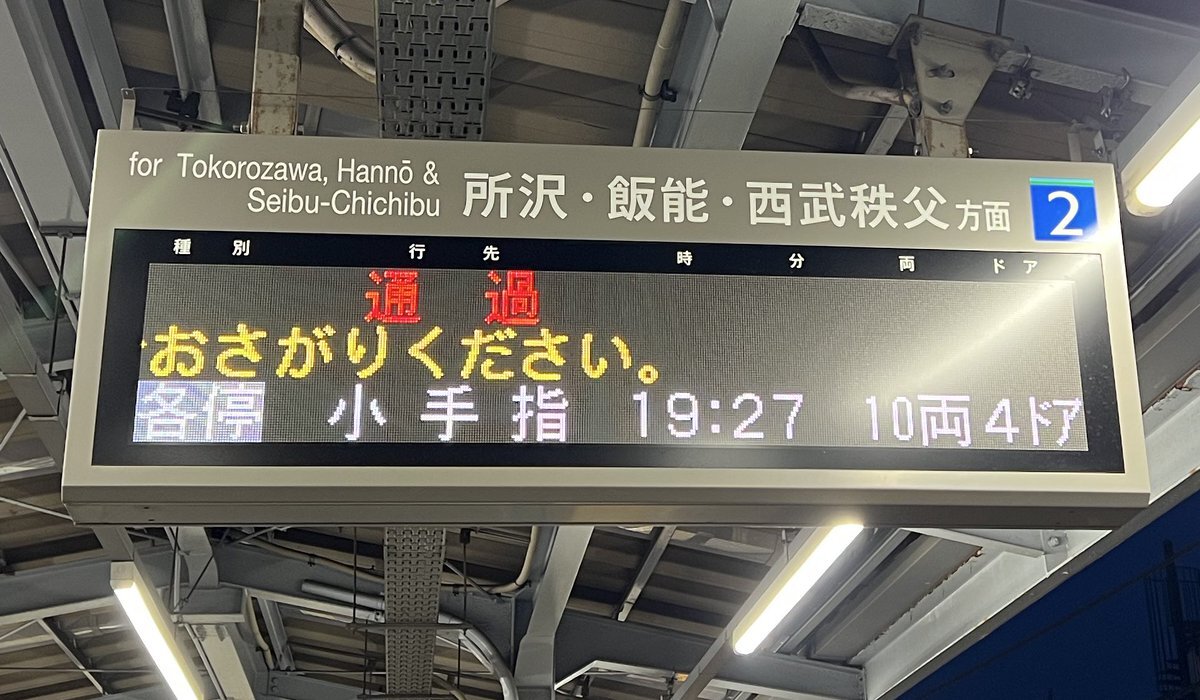 for Tokorozawa, Hannō &
Seibu-Chichibu
所沢・飯能・西武秩父方面 2
種別 行先 時分 両 ドア
通過
おさがりください。
各停 小手指 19:27 10両 4ドア